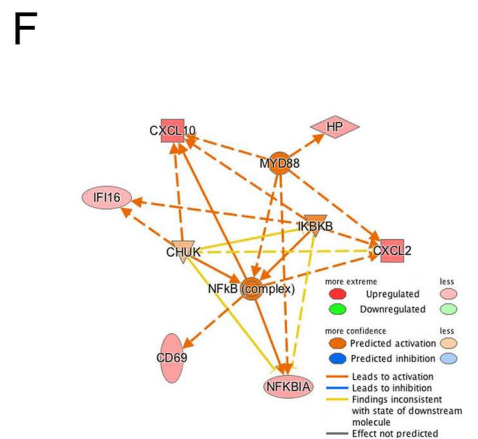 F
CXCL10
HP
MYD88
IFI16
IKBKB
CHUK
CXCL2
NFkB (complex)
CD69
NFKBIA
more extreme less
Upregulated
Downregulated
more confidence less
Predicted activation
Predicted inhibition
Leads to activation
Leads to inhibition
Findings inconsistent
with state of downstream
molecule
Effect not predicted